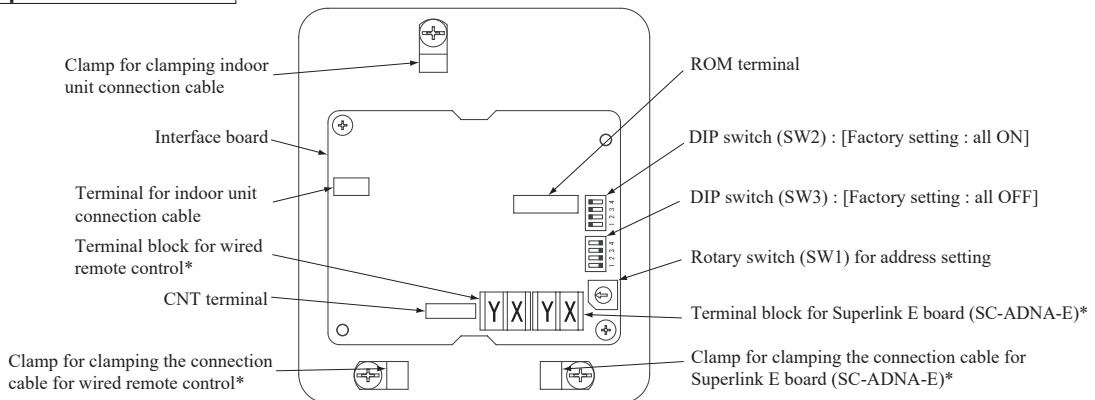 Clamp for clamping indoor
unit connection cable
Interface board
Terminal for indoor unit
connection cable
Terminal block for wired
remote control*
CNT terminal
Clamp for clamping the connection
cable for wired remote control*
ROM terminal
DIP switch (SW2) : [Factory setting : all ON]
DIP switch (SW3) : [Factory setting : all OFF]
Rotary switch (SW1) for address setting
Terminal block for Superlink E board (SC-ADNA-E)*
Clamp for clamping the connection cable for
Superlink E board (SC-ADNA-E)*
1 2 3 4
1 2 3 4
Y X Y X